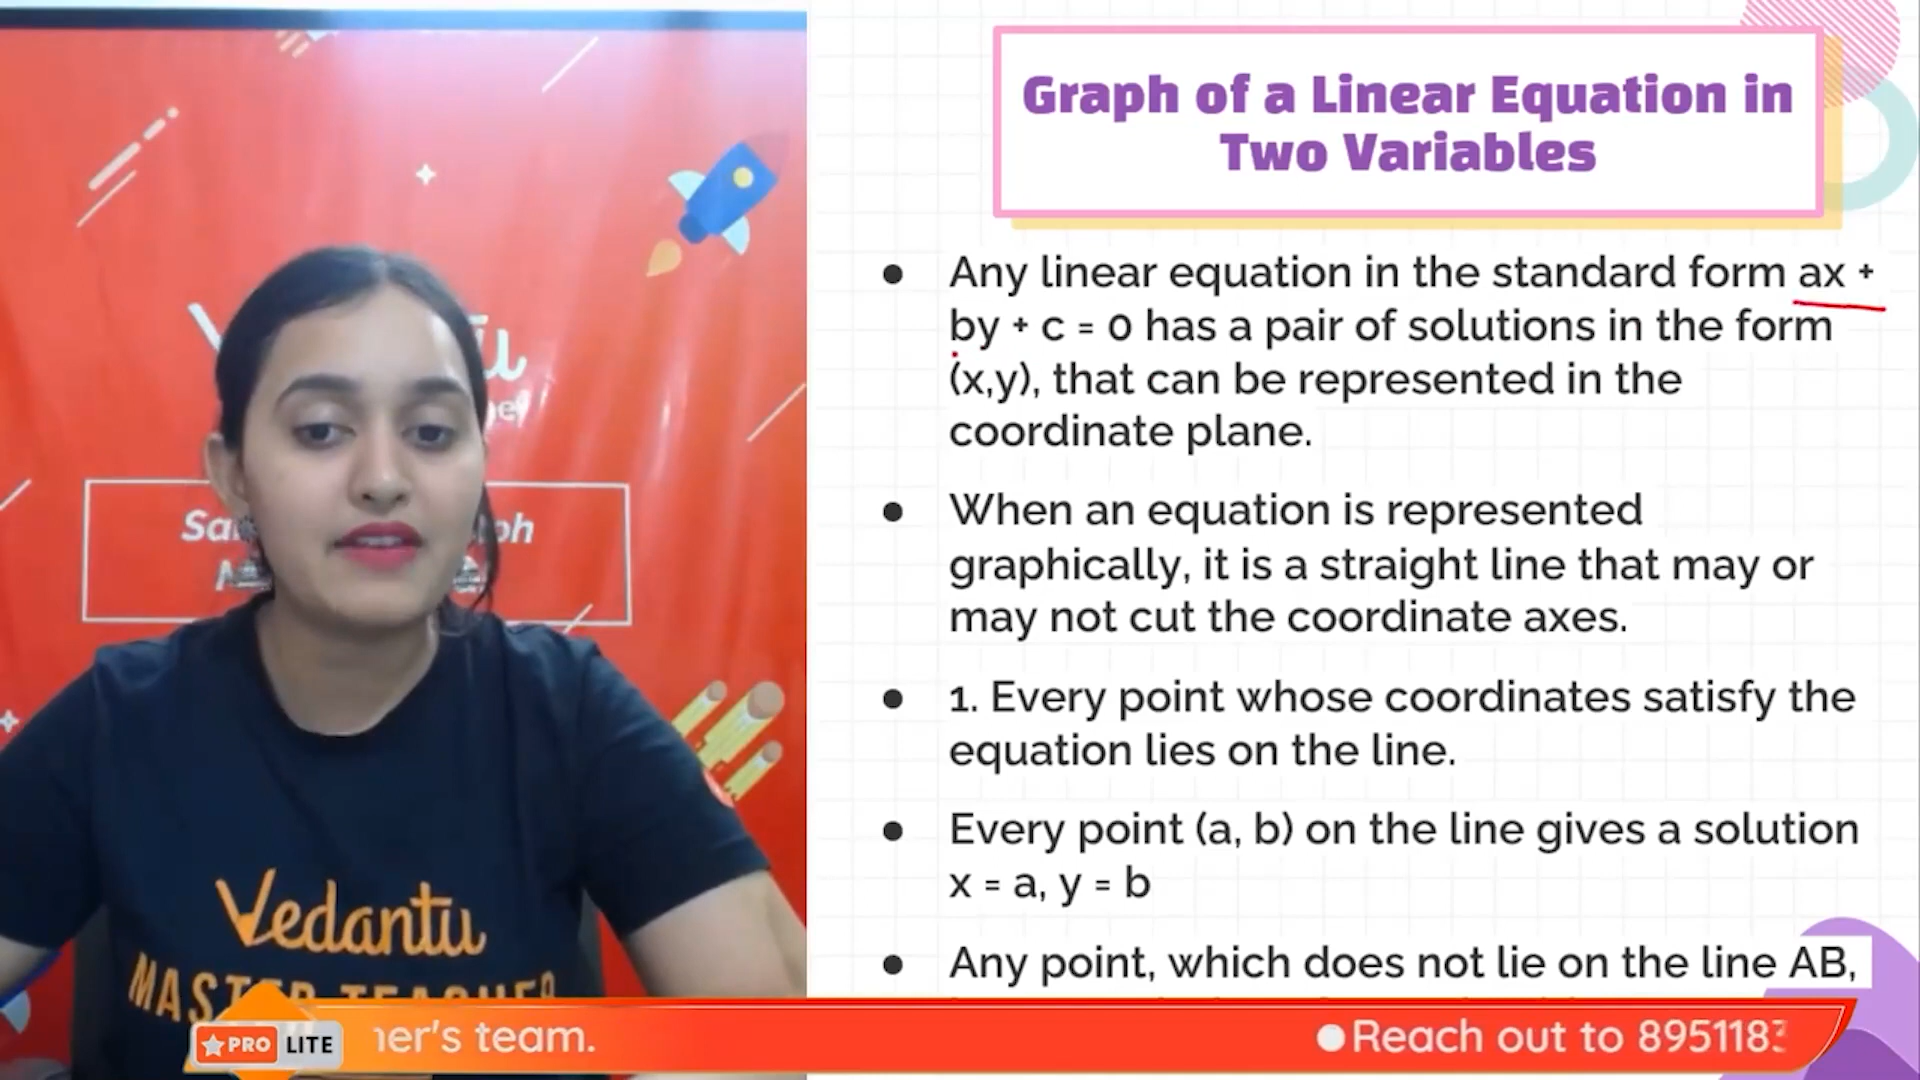 Graph of a Linear Equation in
Two Variables
● Any linear equation in the standard form ax +
by + c = 0 has a pair of solutions in the form
(x,y), that can be represented in the
coordinate plane.
● When an equation is represented
graphically, it is a straight line that may or
may not cut the coordinate axes.
● 1. Every point whose coordinates satisfy the
equation lies on the line.
● Every point (a, b) on the line gives a solution
x = a, y = b
● Any point, which does not lie on the line AB,
Vedantu
MASTER TEACHER
PRO LITE
ner's team.
Reach out to 895118